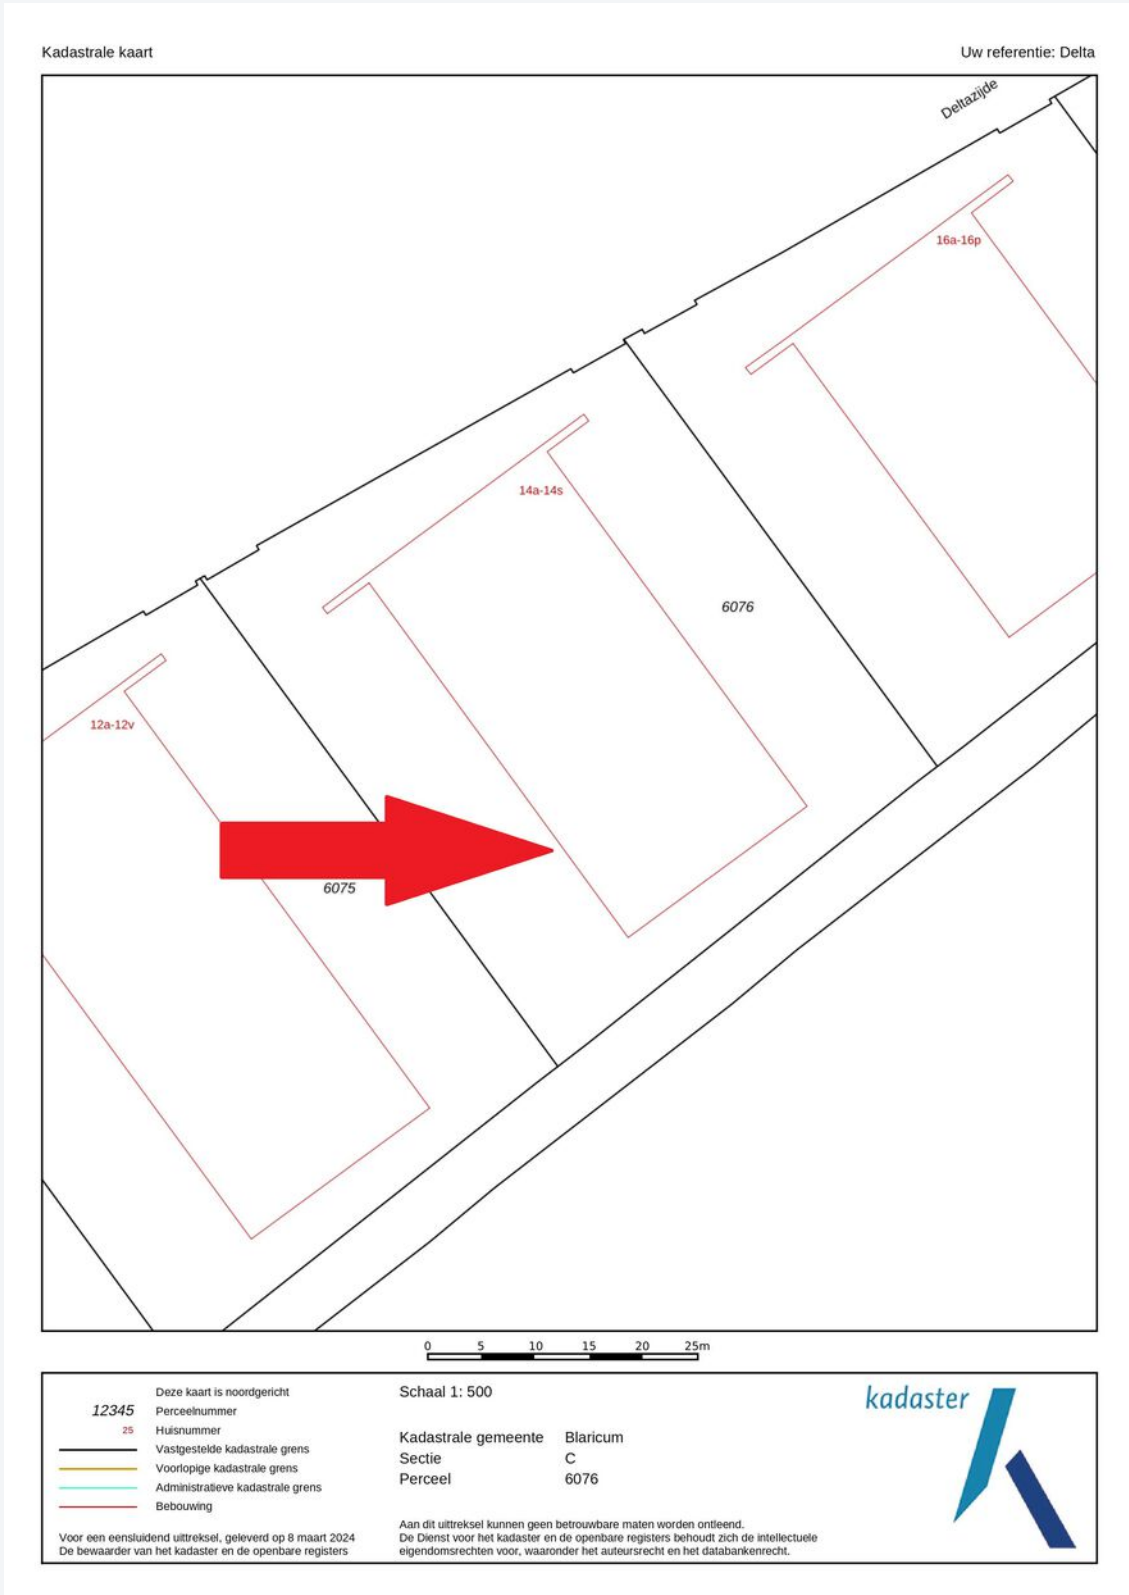 Kadastrale kaart
Uw referentie: Delta
Deltazijde
16a-16p
14a-14s
6076
12a-12v
6075
0 5 10 15 20 25m
Deze kaart is noordgericht
12345 Perceelnummer
25 Huisnummer
Vastgestelde kadastrale grens
Voorlopige kadastrale grens
Administratieve kadastrale grens
Bebouwing
Voor een eensluidend uittreksel, geleverd op 8 maart 2024
De bewaarder van het kadaster en de openbare registers
Schaal 1: 500
Kadastrale gemeente Blaricum
Sectie C
Perceel 6076
Aan dit uittreksel kunnen geen betrouwbare maten worden ontleend.
De Dienst voor het kadaster en de openbare registers behoudt zich de intellectuele
eigendomsrechten voor, waaronder het auteursrecht en het databankenrecht.
kadaster